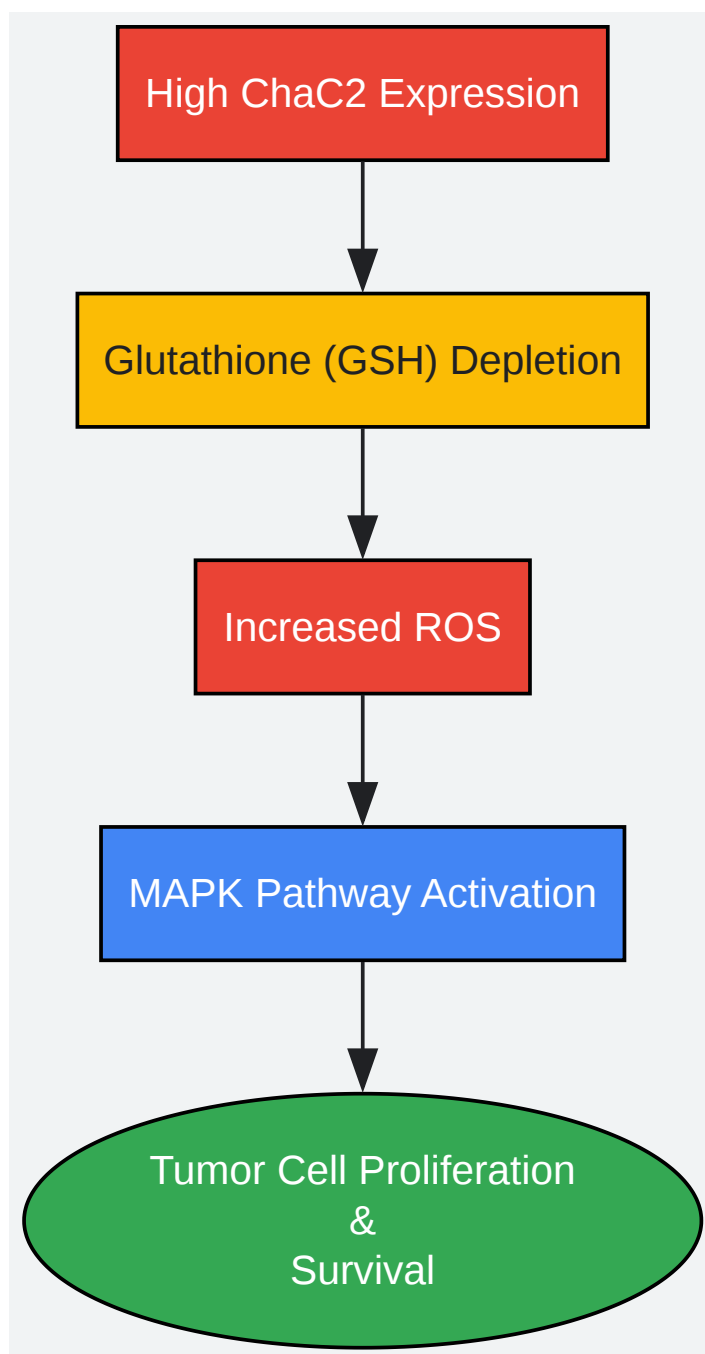 High ChaC2 Expression
Glutathione (GSH) Depletion
Increased ROS
MAPK Pathway Activation
Tumor Cell Proliferation
&
Survival